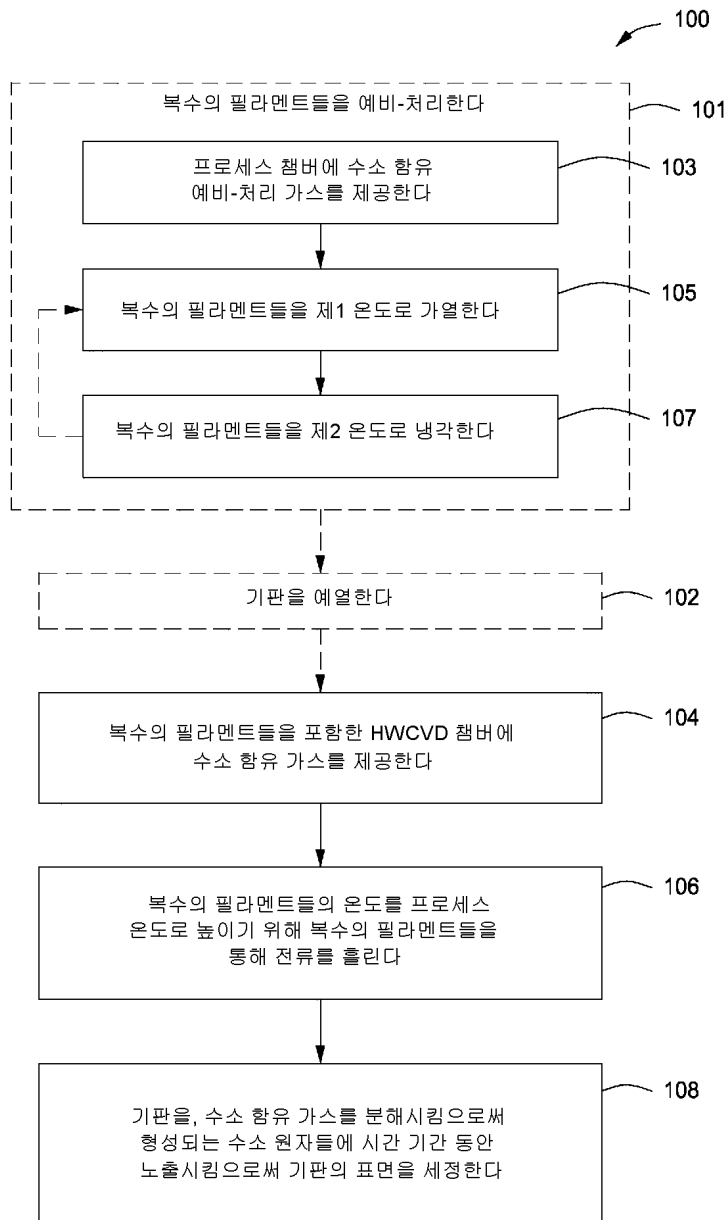 100
복수의 필라멘트들을 예비-처리한다
101
프로세스 챔버에 수소 함유
예비-처리 가스를 제공한다
103
복수의 필라멘트들을 제1 온도로 가열한다
105
복수의 필라멘트들을 제2 온도로 냉각한다
107
기판을 예열한다
102
복수의 필라멘트들을 포함한 HWCVD 챔버에
수소 함유 가스를 제공한다
104
복수의 필라멘트들의 온도를 프로세스
온도로 높이기 위해 복수의 필라멘트들을
통해 전류를 흘린다
106
기판을, 수소 함유 가스를 분해시킴으로써
형성되는 수소 원자들에 시간 기간 동안
노출시킴으로써 기판의 표면을 세정한다
108